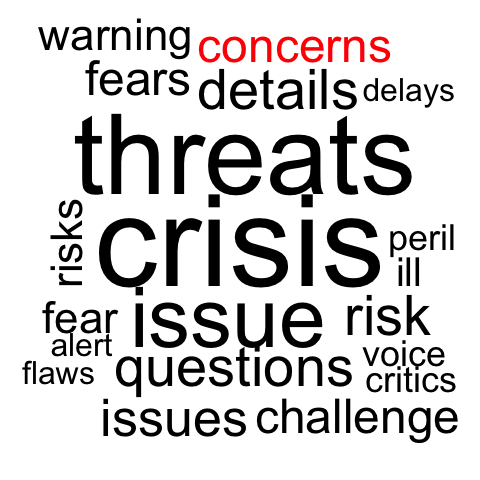 warning concerns
fears details delays
threats
risks crisis peril
ill
fear issue risk
alert questions voice
flaws critics
issues challenge